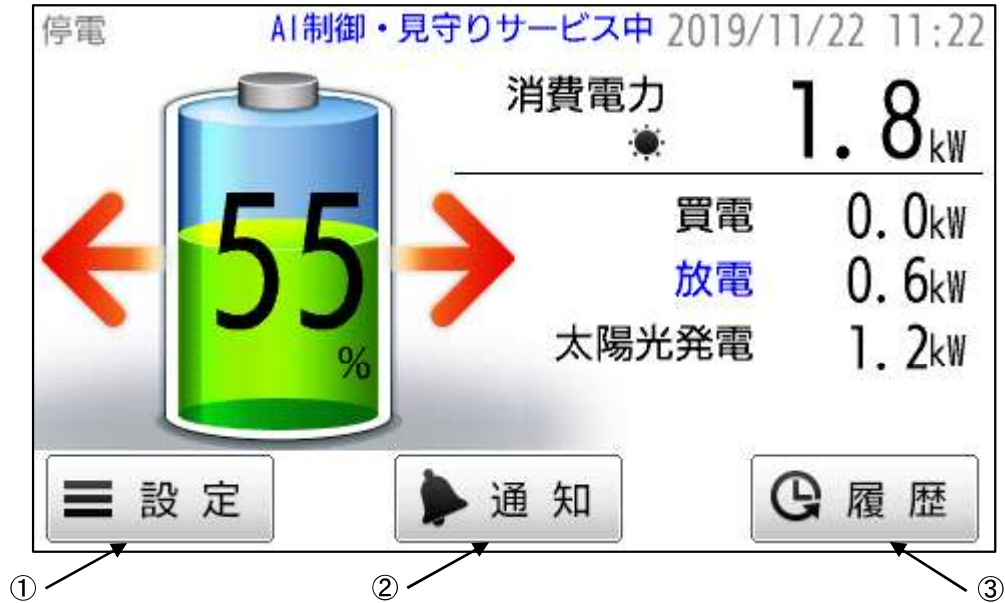 停電 AI制御・見守りサービス中 2019/11/22 11:22
消費電力 1.8kW
買電 0.0kW
放電 0.6kW
太陽光発電 1.2kW
55%
設定 通知 履歴
① ② ③